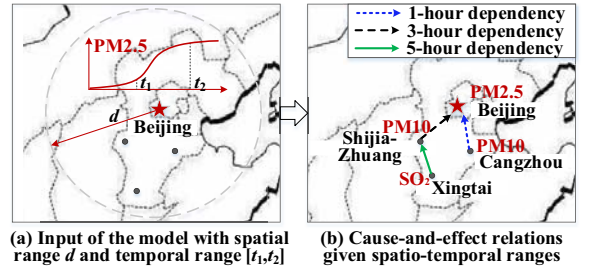 PM2.5
t1
t2
d
Beijing
(a) Input of the model with spatial
range d and temporal range [t1,t2]
1-hour dependency
3-hour dependency
5-hour dependency
PM2.5
Beijing
PM10
Shijia-
Zhuang
PM10
Cangzhou
SO2
Xingtai
(b) Cause-and-effect relations
given spatio-temporal ranges